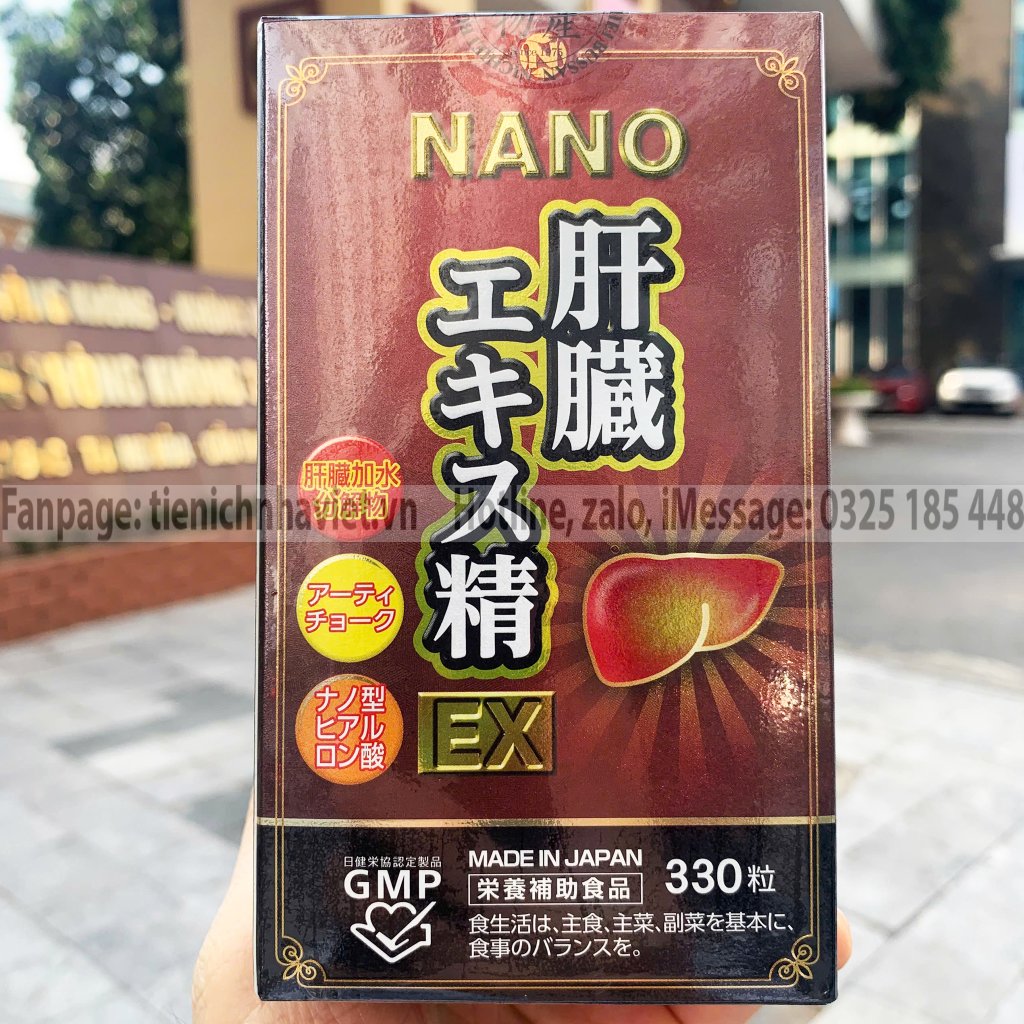 NANO
肝臓
エキス精
EX
肝臓加水
分解物
アーティ
チョーク
ナノ型
ヒアル
ロン酸
日健栄協認定製品
GMP
MADE IN JAPAN
栄養補助食品
330粒
食生活は、主食、主菜、副菜を基本に、
食事のバランスを。
Hotline, zalo, iMessage: 0325 185 448